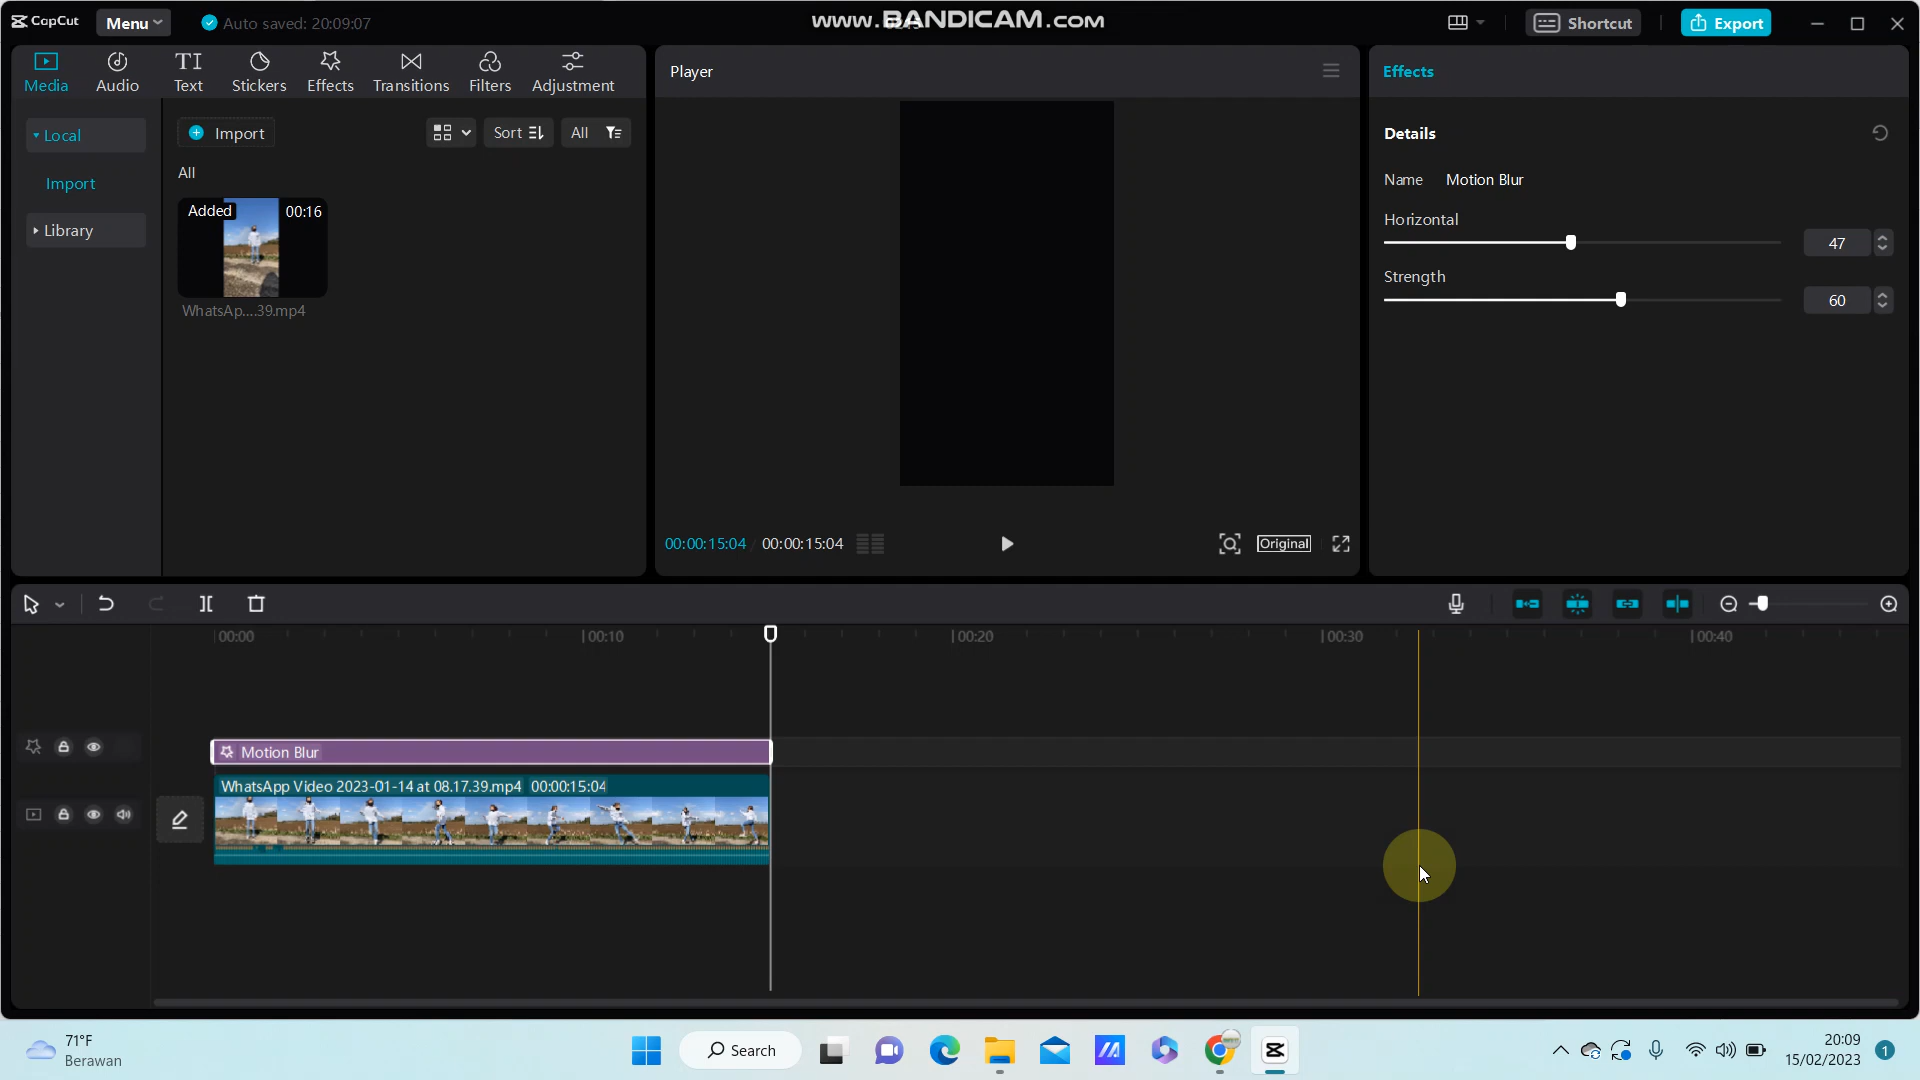 CapCut
Menu
Auto saved: 20:09:07
www.BANDICAM.com
Shortcut
Export
Media
Audio
Text
Stickers
Effects
Transitions
Filters
Adjustment
Local
Import
Library
Import
Sort
All
All
Added
00:16
WhatsAp....39.mp4
Player
00:00:15:04
00:00:15:04
Original
Effects
Details
Name Motion Blur
Horizontal
47
Strength
60
00:00
00:10
00:20
00:30
00:40
Motion Blur
WhatsApp Video 2023-01-14 at 08.17.39.mp4 00:00:15:04
71°F
Berawan
Search
20:09
15/02/2023
1